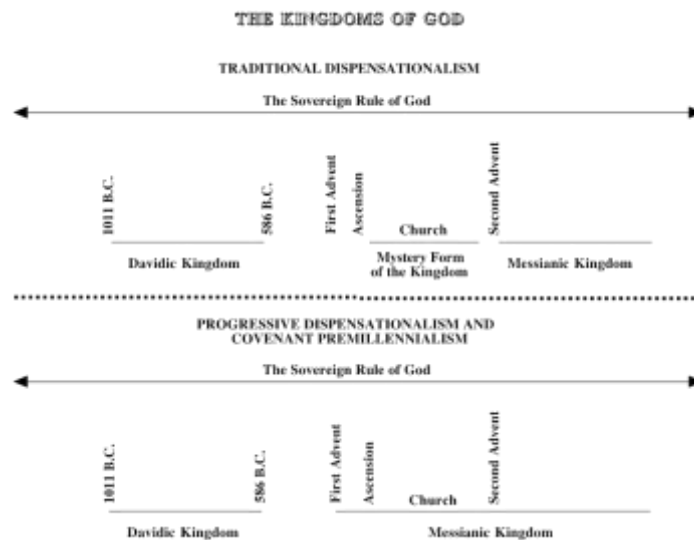 THE KINGDOMS OF GOD
TRADITIONAL DISPENSATIONALISM
The Sovereign Rule of God
1011 B.C.
586 B.C.
First Advent
Ascension
Second Advent
Church
Davidic Kingdom
Mystery Form
of the Kingdom
Messianic Kingdom
PROGRESSIVE DISPENSATIONALISM AND
COVENANT PREMILLENNIALISM
The Sovereign Rule of God
1011 B.C.
586 B.C.
First Advent
Ascension
Second Advent
Church
Davidic Kingdom
Messianic Kingdom